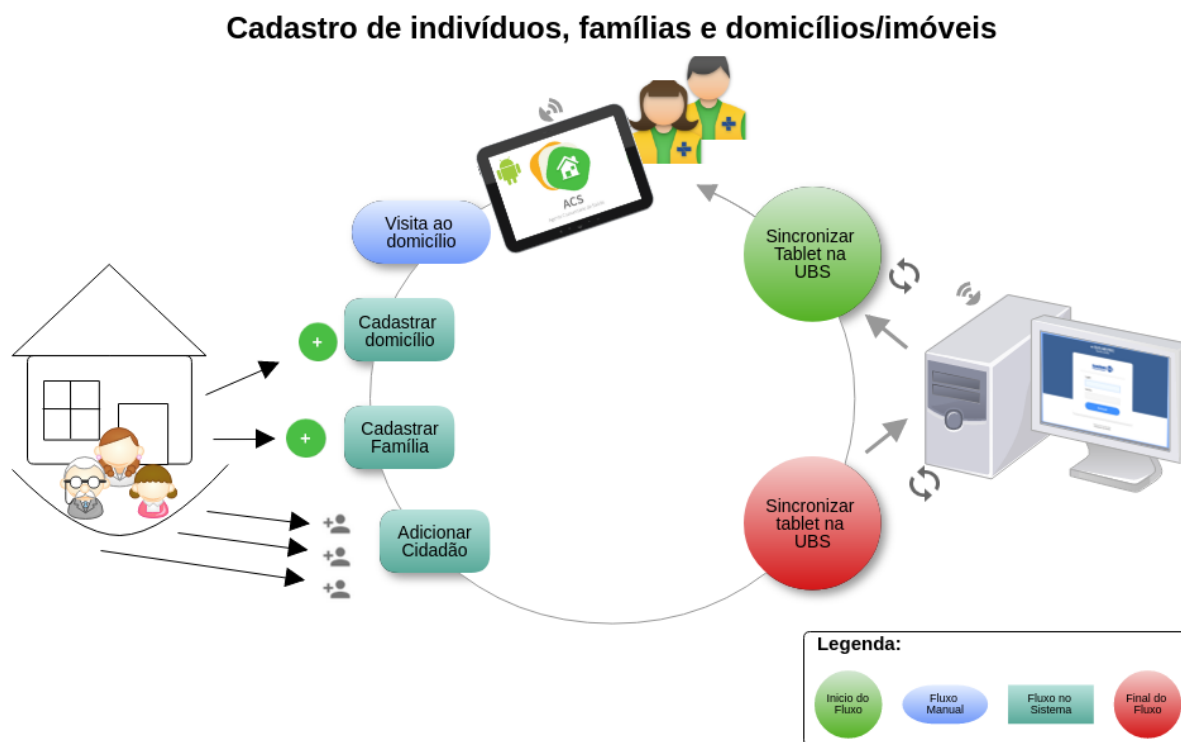 Cadastro de indivíduos, famílias e domicílios/imóveis
ACS
Visita ao
domicílio
Sincronizar
Tablet na
UBS
Cadastrar
domicílio
+
Cadastrar
Família
+
Adicionar
Cidadão
+
+
+
Sincronizar
tablet na
UBS
Legenda:
Inicio do
Fluxo
Fluxo
Manual
Fluxo no
Sistema
Final do
Fluxo